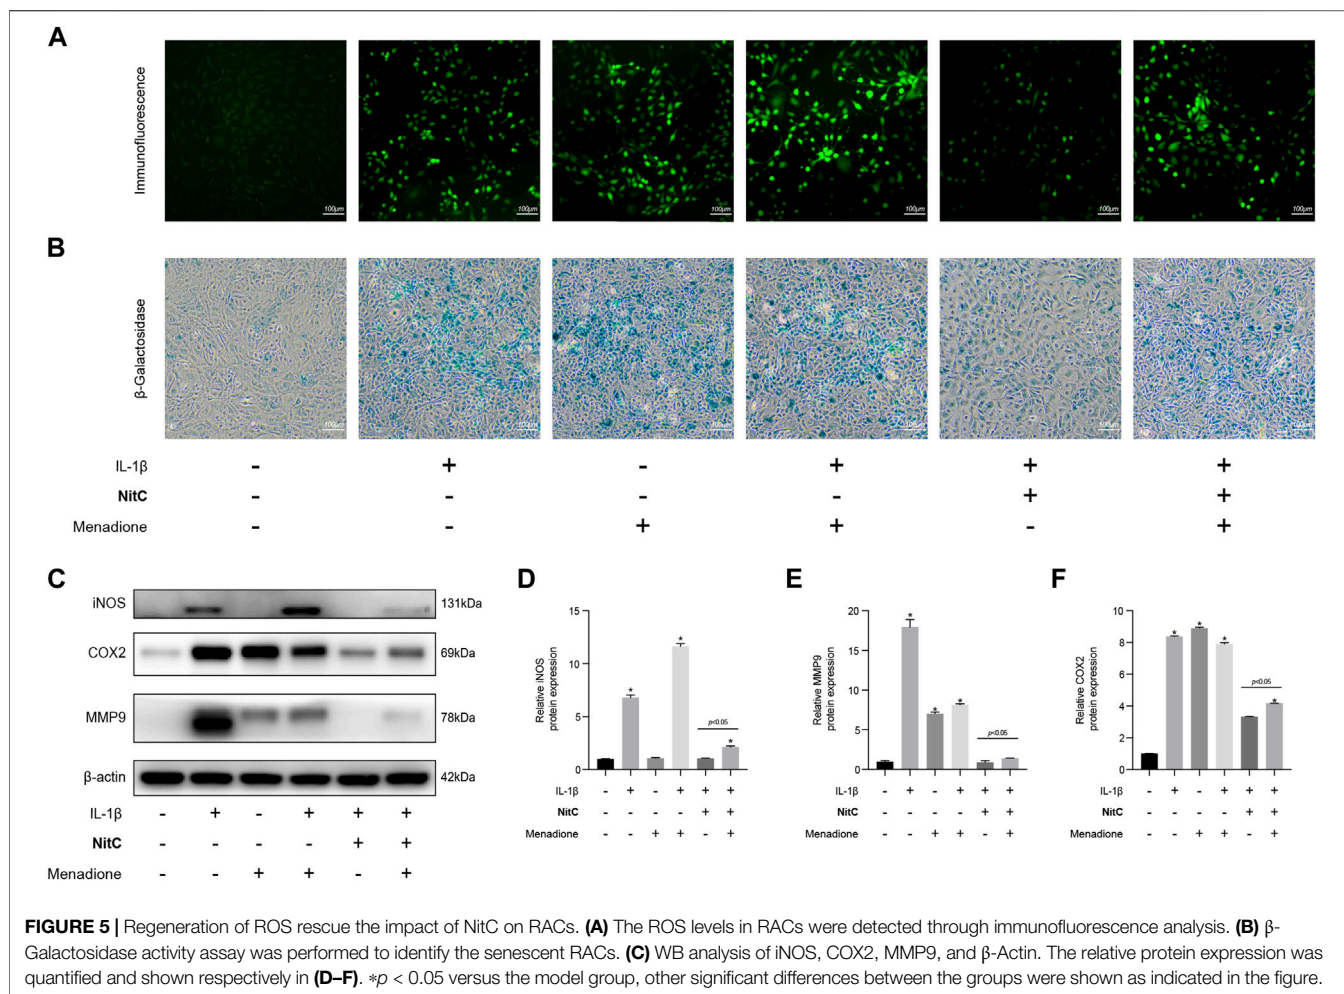 A
Immunofluorescence
100μm
100μm
100μm
100μm
100μm
100μm
B
β-Galactosidase
100μm
100μm
100μm
100μm
100μm
100μm
IL-1β - + - + + +
NitC - - - - + +
Menadione - - + + - +
C
iNOS 131kDa
COX2 69kDa
MMP9 78kDa
β-actin 42kDa
IL-1β - + - + + +
NitC - - - - + +
Menadione - - + + - +
D
Relative iNOS
protein expression
15
10
5
0
*
*
p<0.05
*
IL-1β - + - + + +
NitC - - - - + +
Menadione - - + + - +
E
Relative MMP9
protein expression
20
15
10
5
0
*
*
*
p<0.05
IL-1β - + - + + +
NitC - - - - + +
Menadione - - + + - +
F
Relative COX2
protein expression
10
8
6
4
2
0
*
*
*
p<0.05
*
IL-1β - + - + + +
NitC - - - - + +
Menadione - - + + - +
FIGURE 5 | Regeneration of ROS rescue the impact of NitC on RACs. (A) The ROS levels in RACs were detected through immunofluorescence analysis. (B) β-
Galactosidase activity assay was performed to identify the senescent RACs. (C) WB analysis of iNOS, COX2, MMP9, and β-Actin. The relative protein expression was
quantified and shown respectively in (D–F). *p < 0.05 versus the model group, other significant differences between the groups were shown as indicated in the figure.